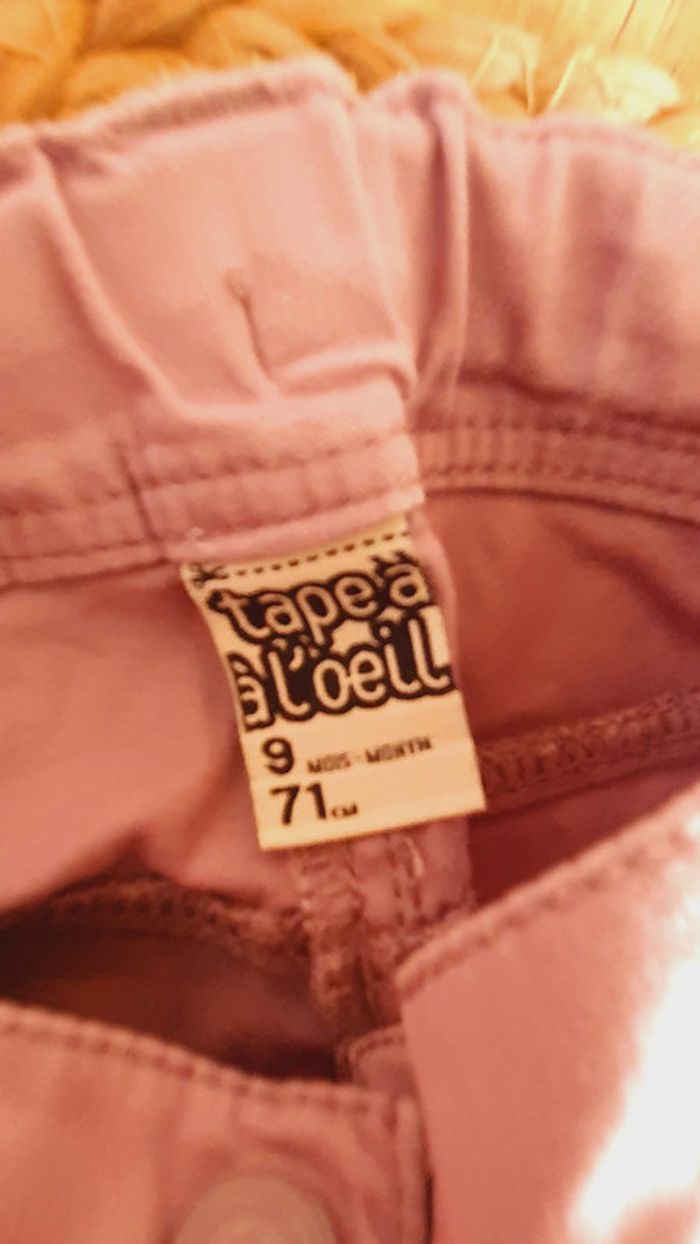 tape à
à l'oeil
9 MOIS-MONTH
71 CM